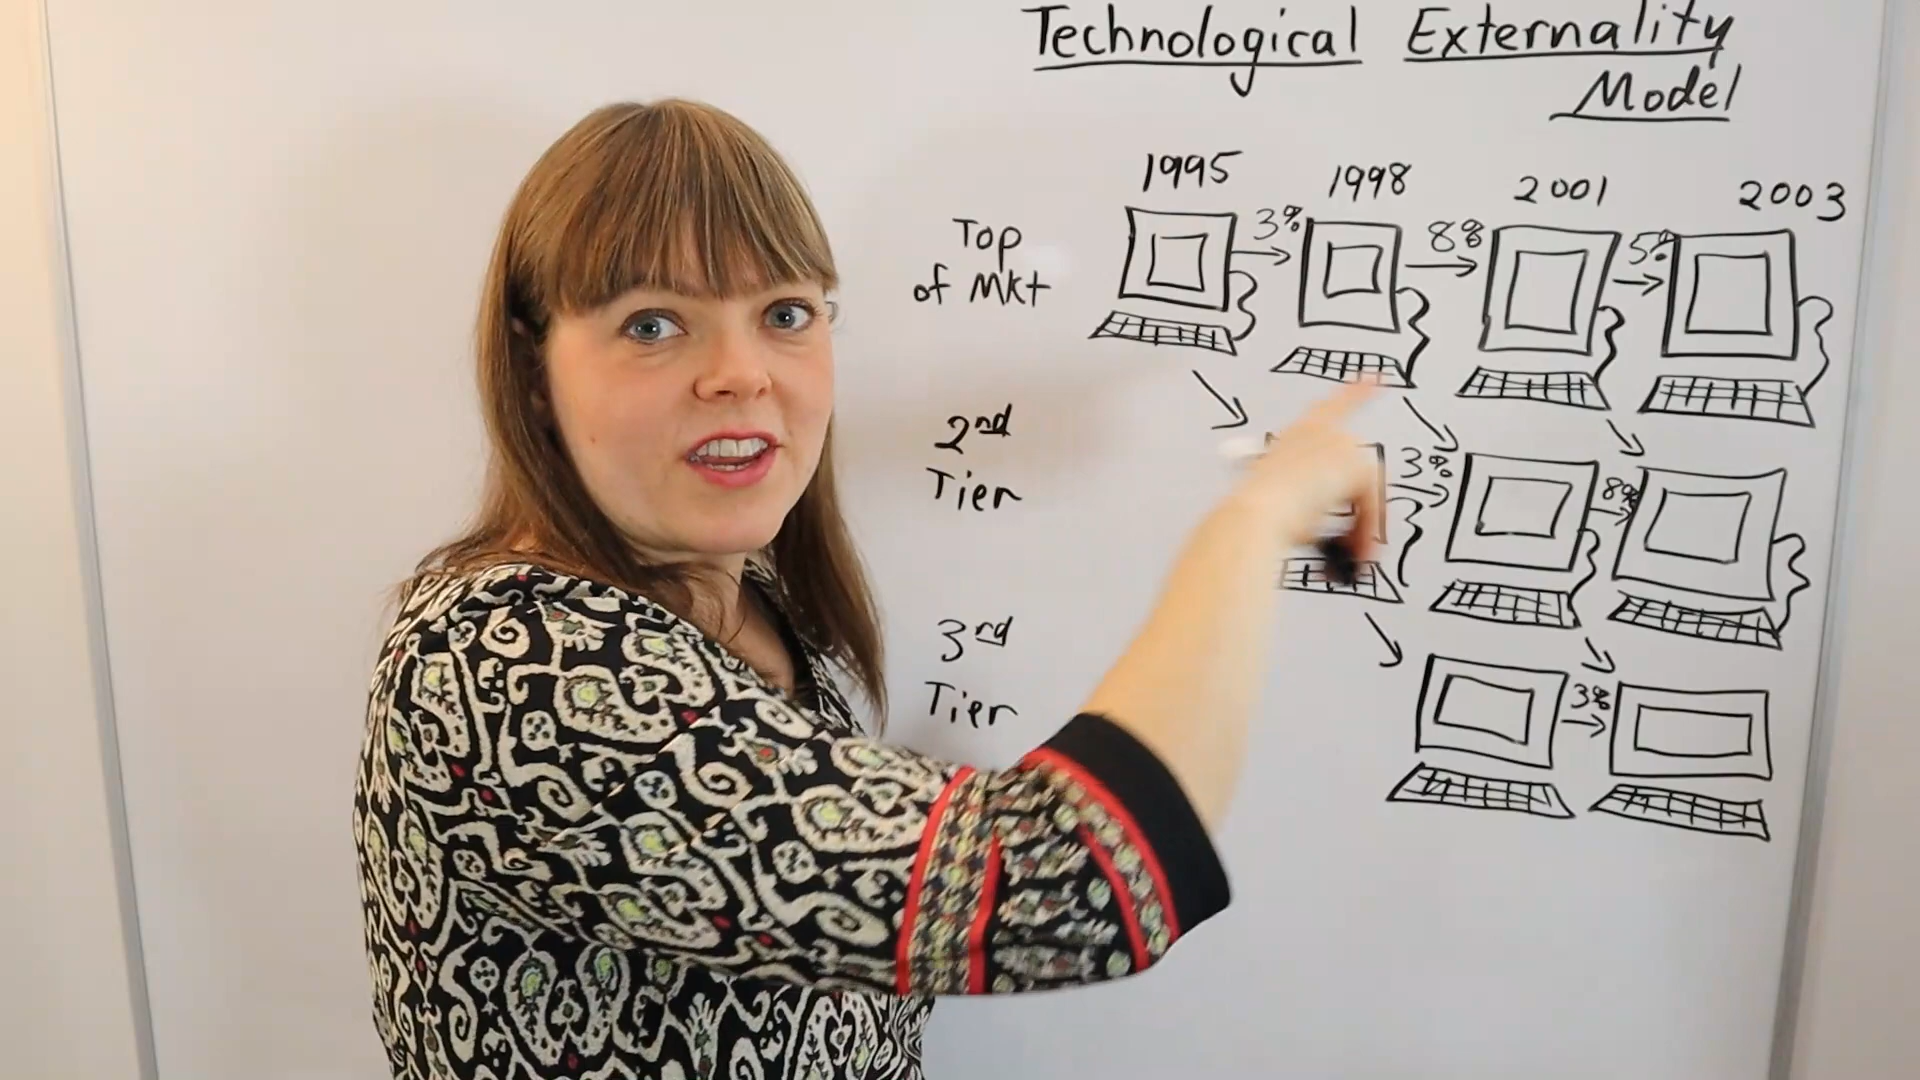 Technological Externality
Model
1995 1998 2001 2003
Top
of Mkt
3% 8% 5%
2nd
Tier
3% 8%
3rd
Tier
3%